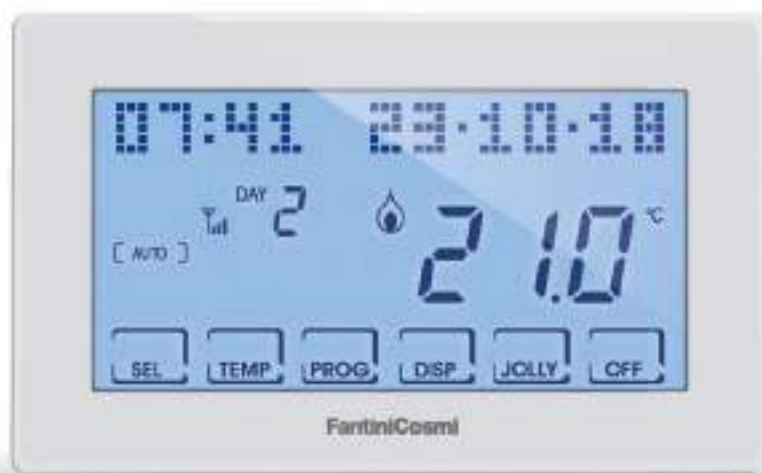 07:41 23·10·18
DAY 2
[ AUTO ]
21.0 °C
SEL TEMP PROG DISP JOLLY OFF
FantiniCosmi